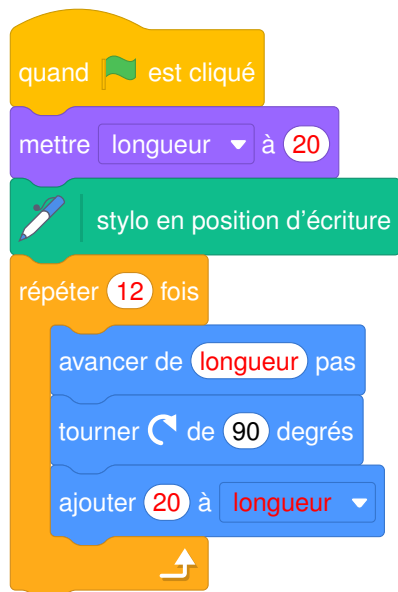 quand est cliqué
mettre longueur à 20
stylo en position d’écriture
répéter 12 fois
avancer de longueur pas
tourner de 90 degrés
ajouter 20 à longueur